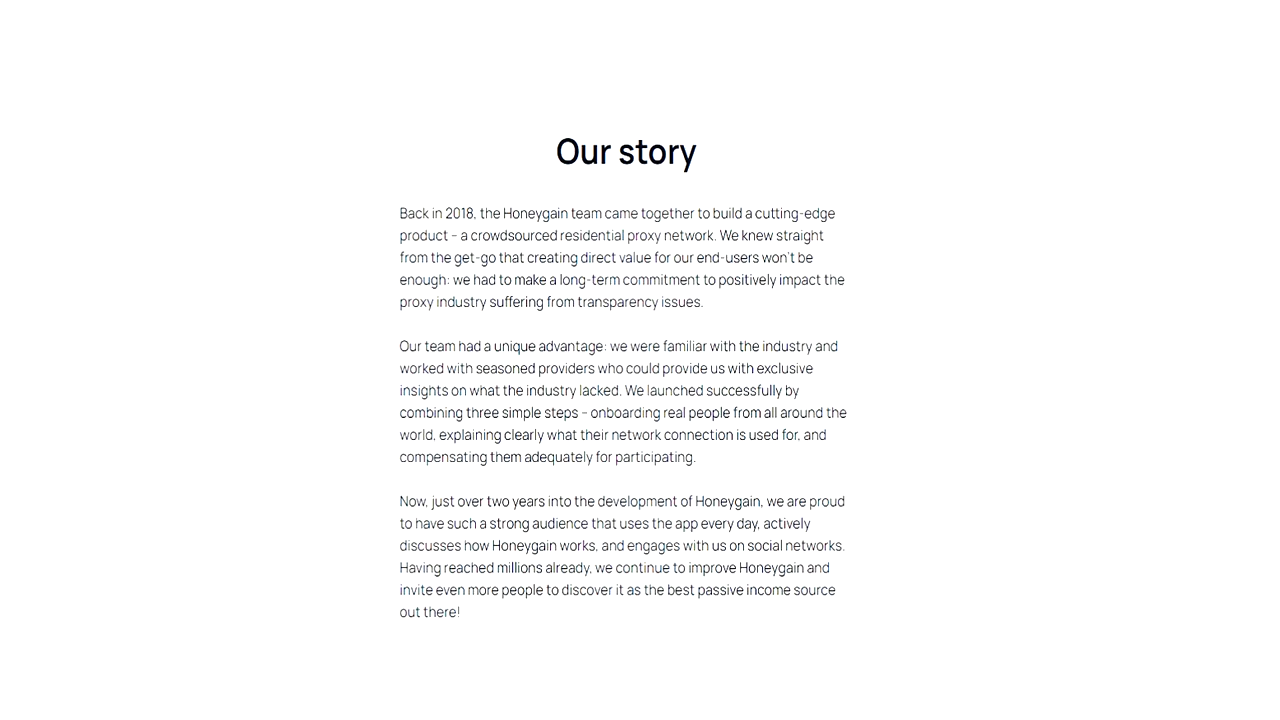 Our story
Back in 2018, the Honeygain team came together to build a cutting-edge
product – a crowdsourced residential proxy network. We knew straight
from the get-go that creating direct value for our end-users won't be
enough: we had to make a long-term commitment to positively impact the
proxy industry suffering from transparency issues.
Our team had a unique advantage: we were familiar with the industry and
worked with seasoned providers who could provide us with exclusive
insights on what the industry lacked. We launched successfully by
combining three simple steps – onboarding real people from all around the
world, explaining clearly what their network connection is used for, and
compensating them adequately for participating.
Now, just over two years into the development of Honeygain, we are proud
to have such a strong audience that uses the app every day, actively
discusses how Honeygain works, and engages with us on social networks.
Having reached millions already, we continue to improve Honeygain and
invite even more people to discover it as the best passive income source
out there!